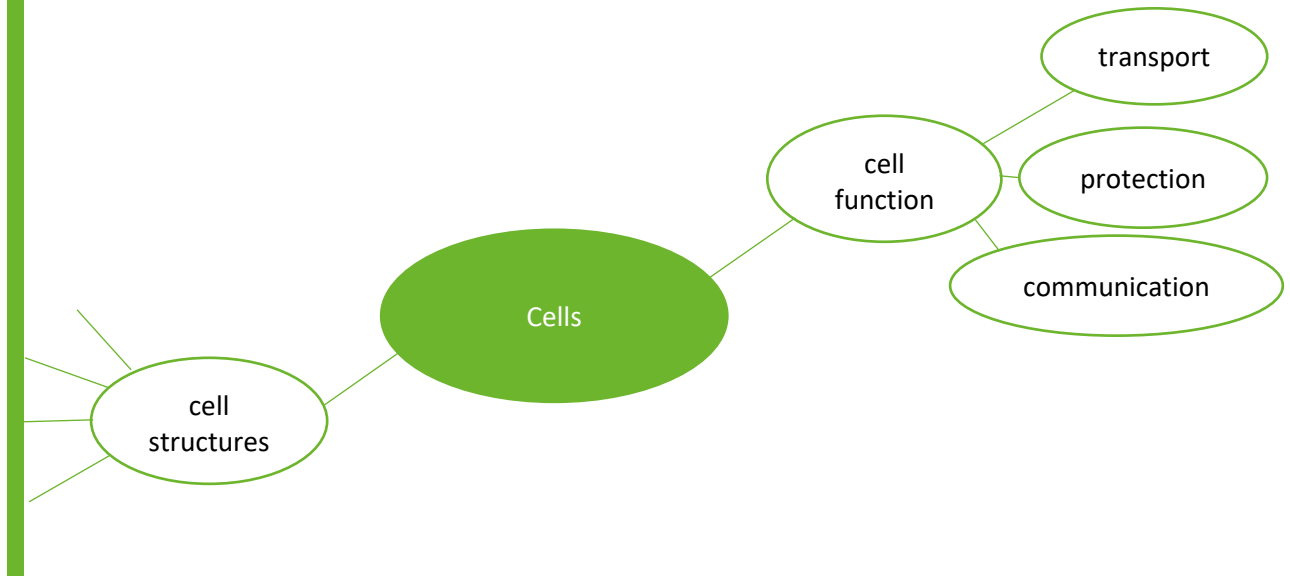 transport
cell
function
protection
communication
Cells
cell
structures